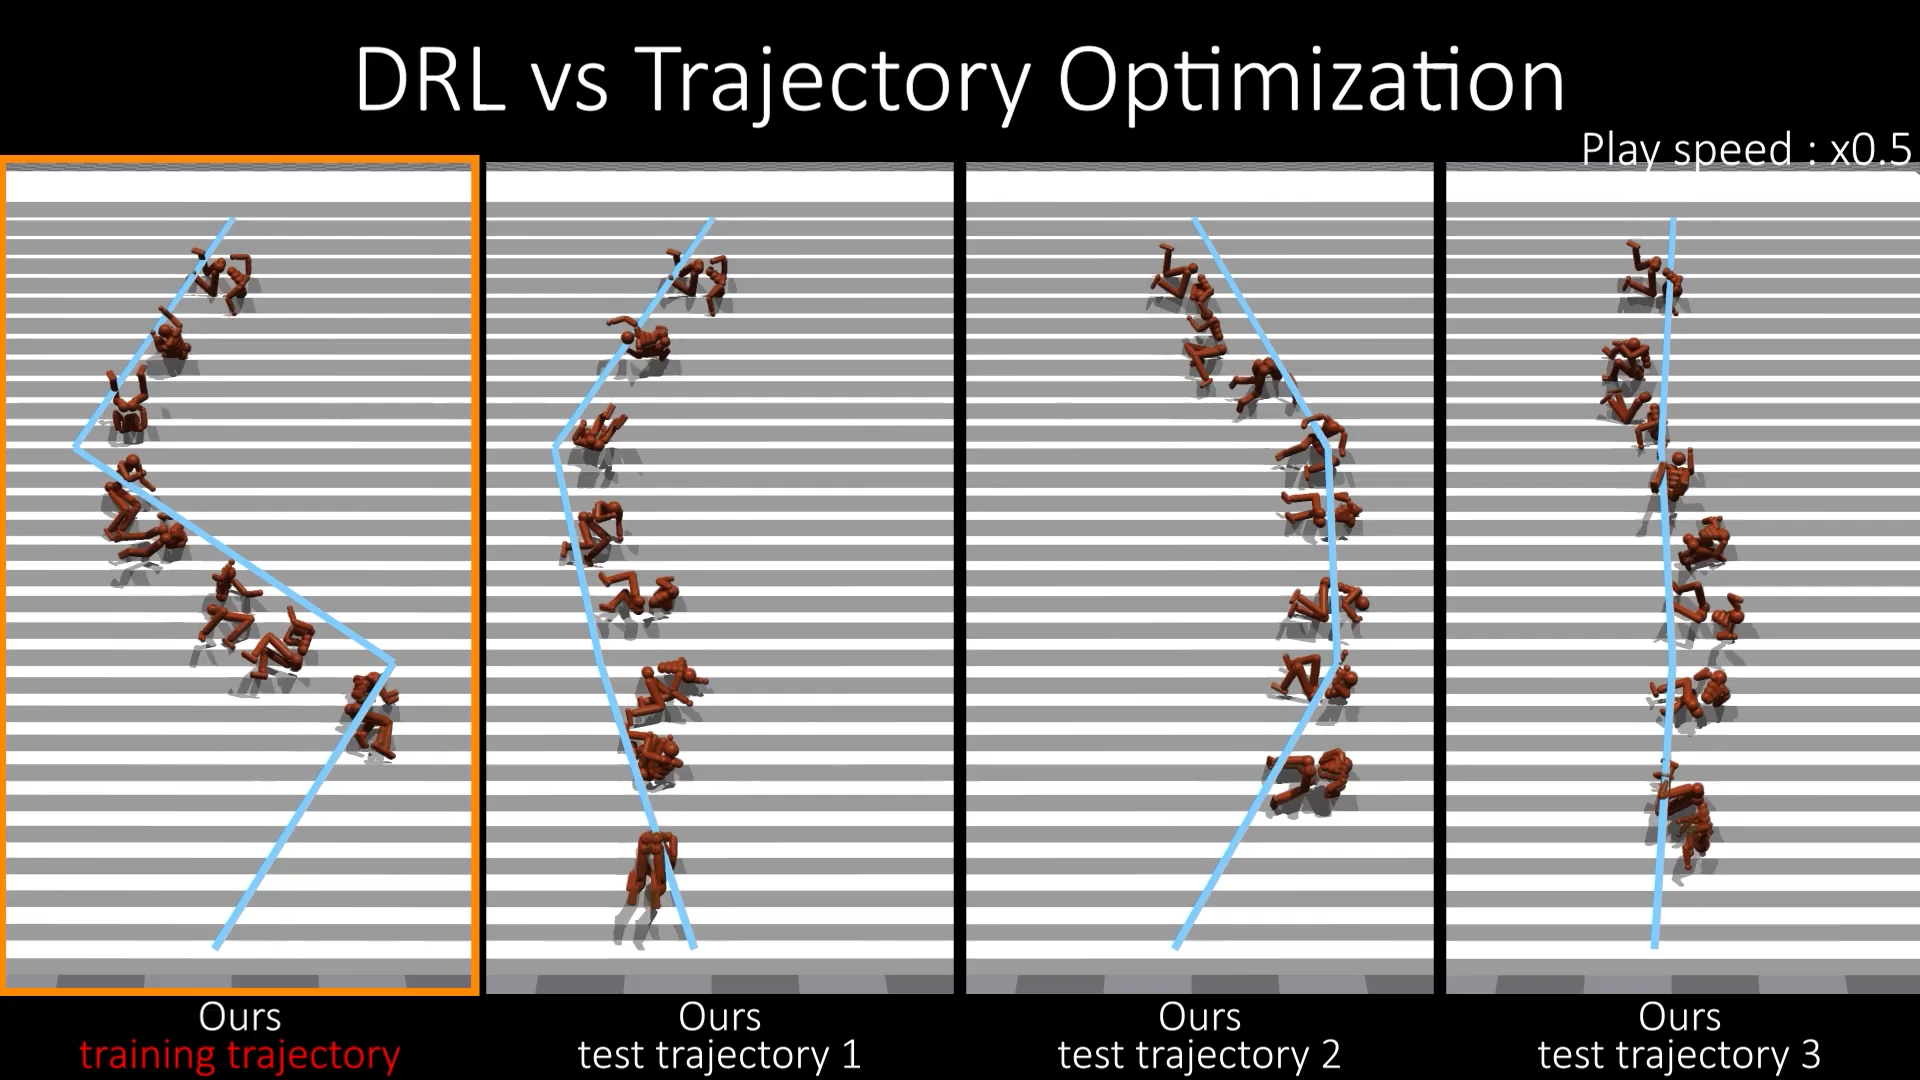 DRL vs Trajectory Optimization
Play speed : x0.5
Ours
training trajectory
Ours
test trajectory 1
Ours
test trajectory 2
Ours
test trajectory 3